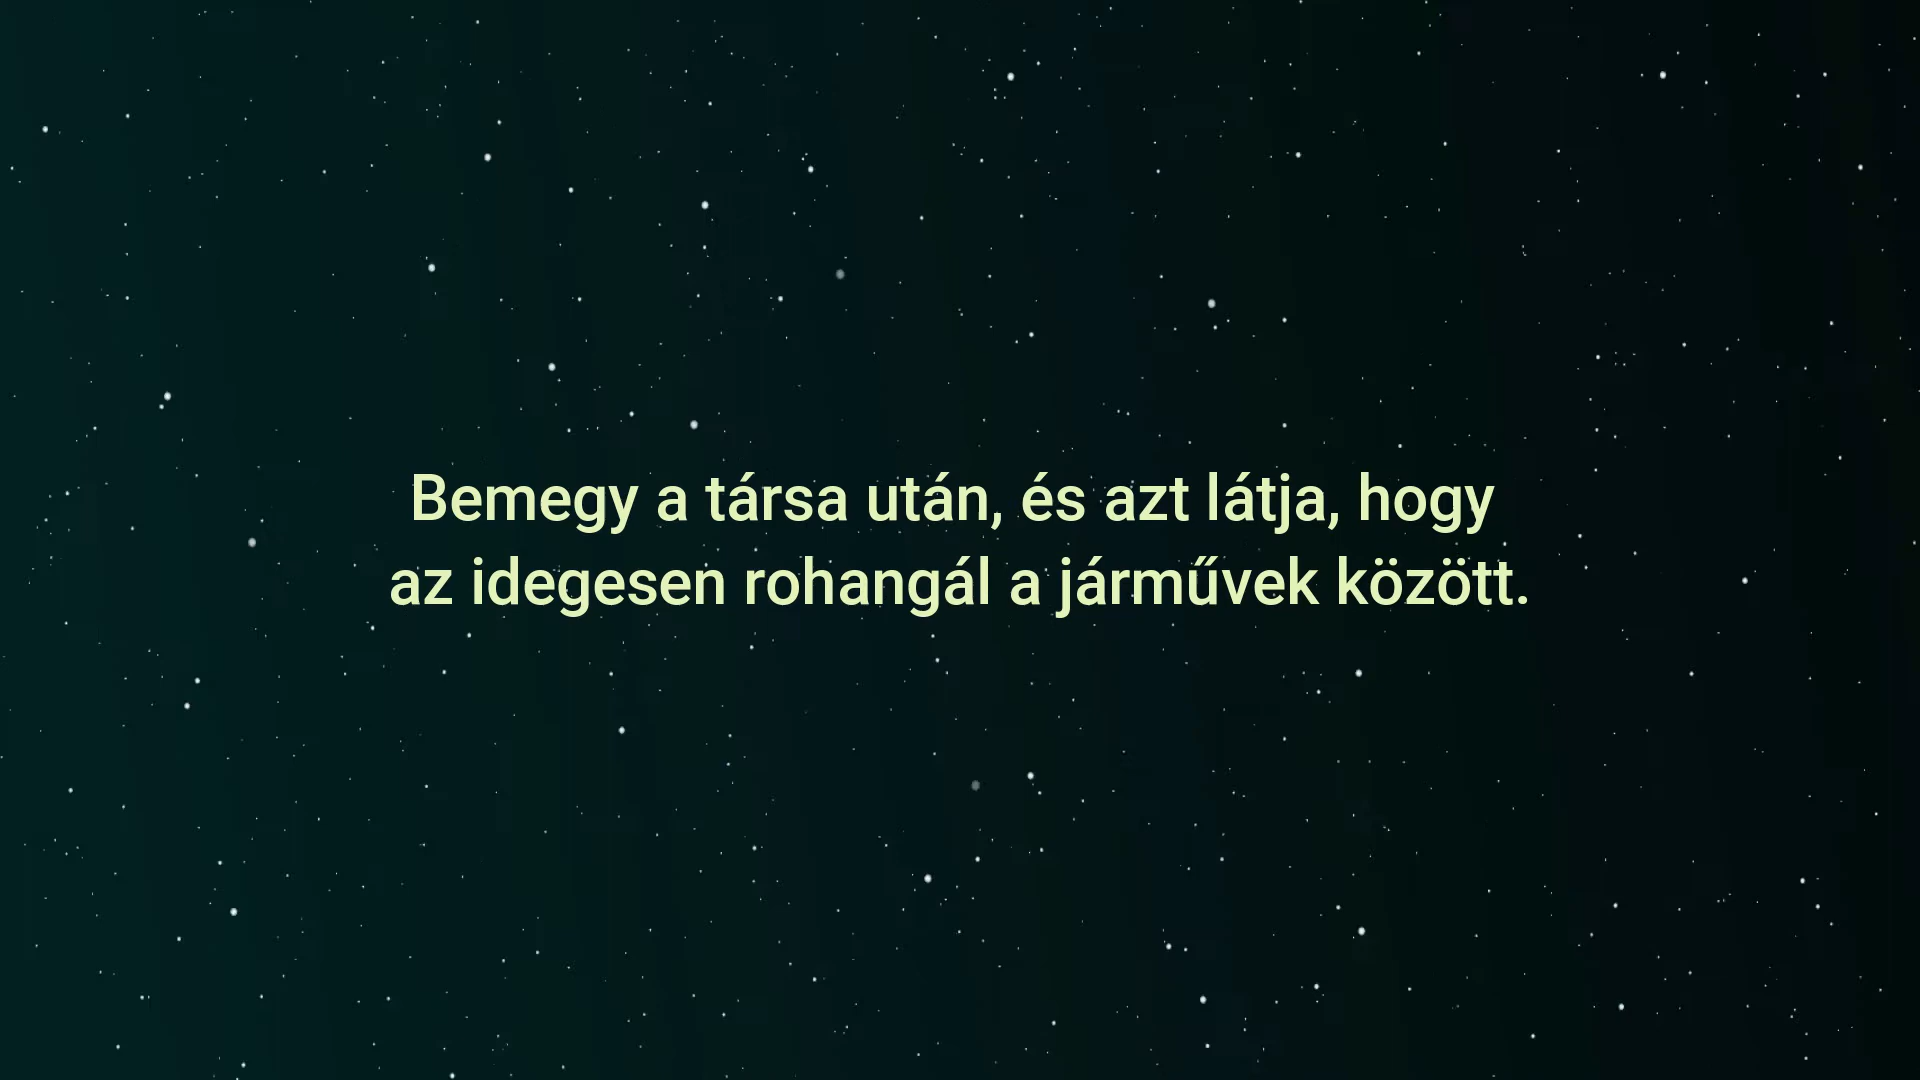 Bemegy a társa után, és azt látja, hogy
az idegesen rohangál a járművek között.